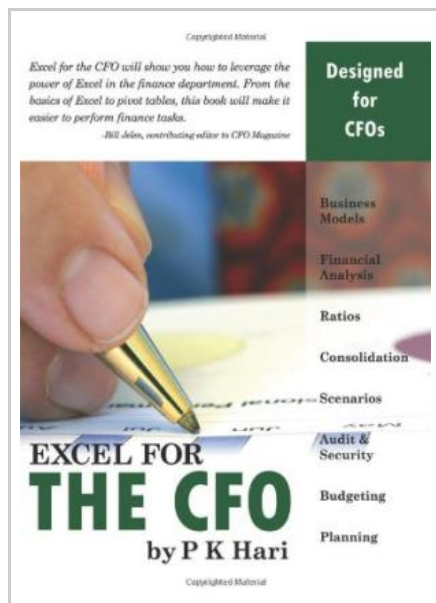 Copyrighted Material
Excel for the CFO will show you how to leverage the
power of Excel in the finance department. From the
basics of Excel to pivot tables, this book will make it
easier to perform finance tasks.
-Bill Jelen, contributing editor to CFO Magazine
Designed
for
CFOs
Business
Models
Financial
Analysis
Ratios
Consolidation
Scenarios
Audit &
Security
Budgeting
Planning
May
Jun
Jul
EXCEL FOR
THE CFO
by P K Hari
Copyrighted Material